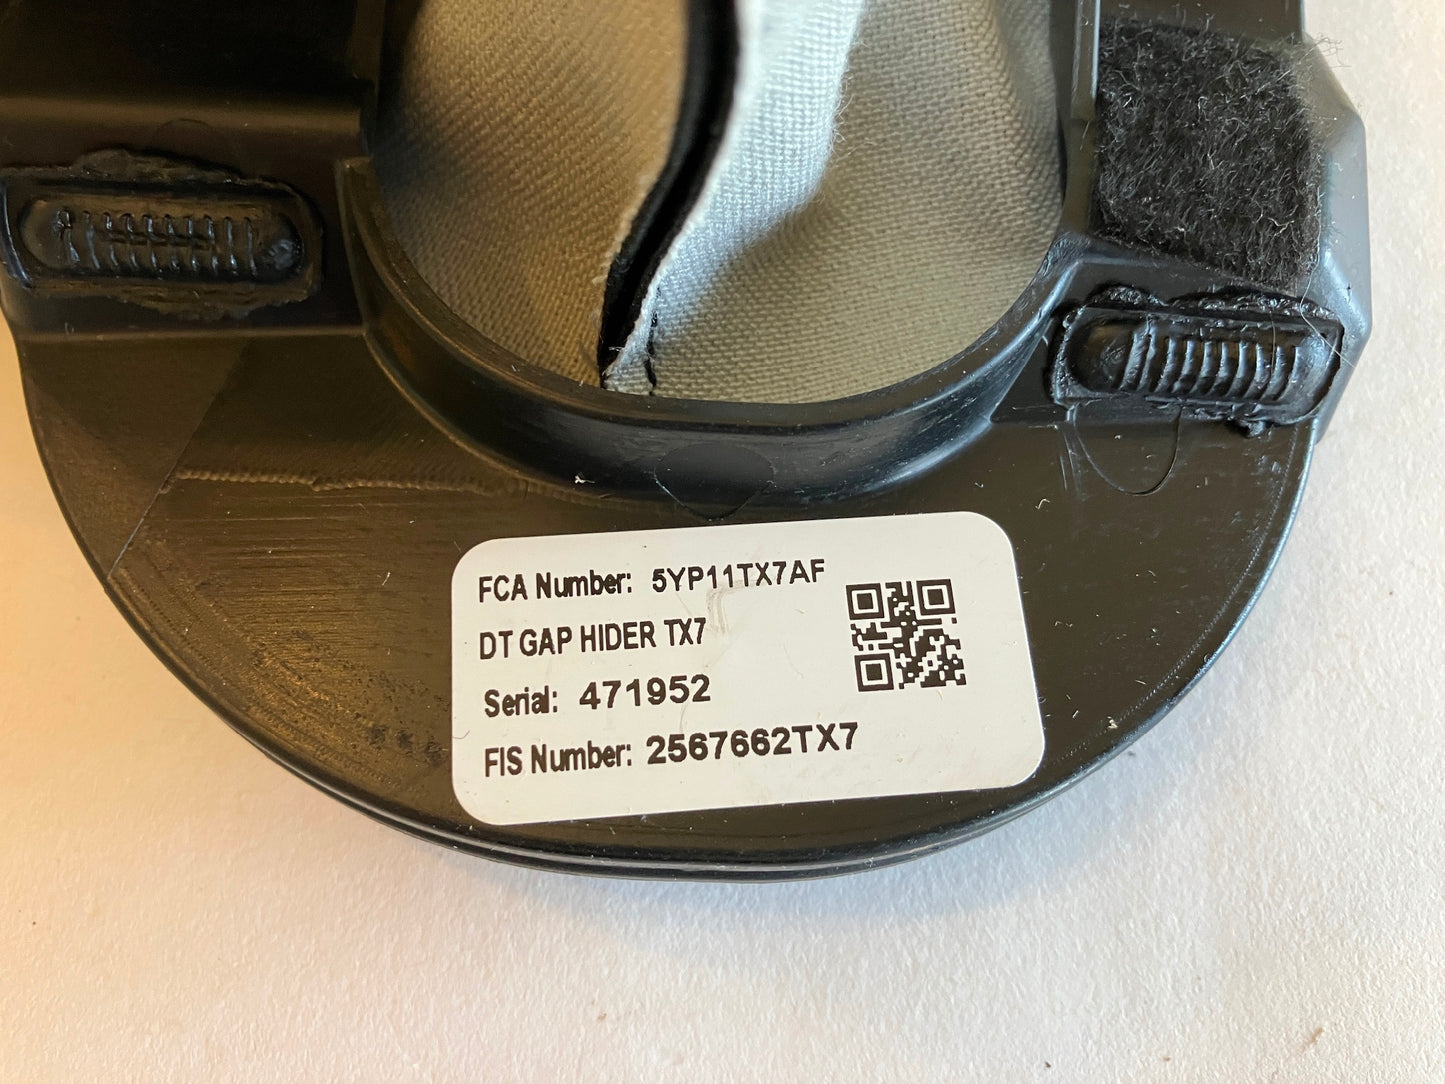 FCA Number: 5YP11TX7AF
DT GAP HIDER TX7
Serial: 471952
FIS Number: 2567662TX7